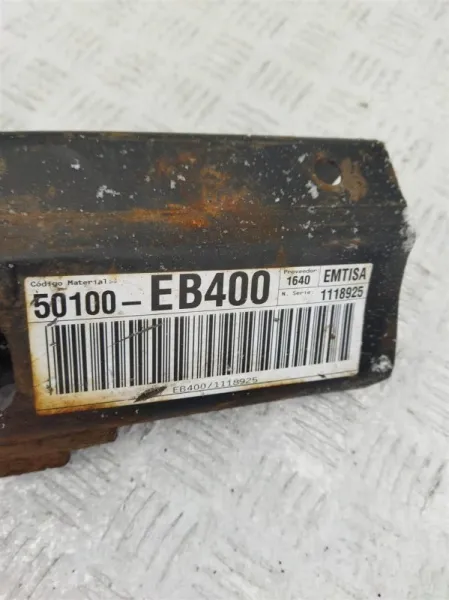 Código Material
50100-EB400
Proveedor
1640 EMTISA
N. Serie: 1118925
EB400/1118925